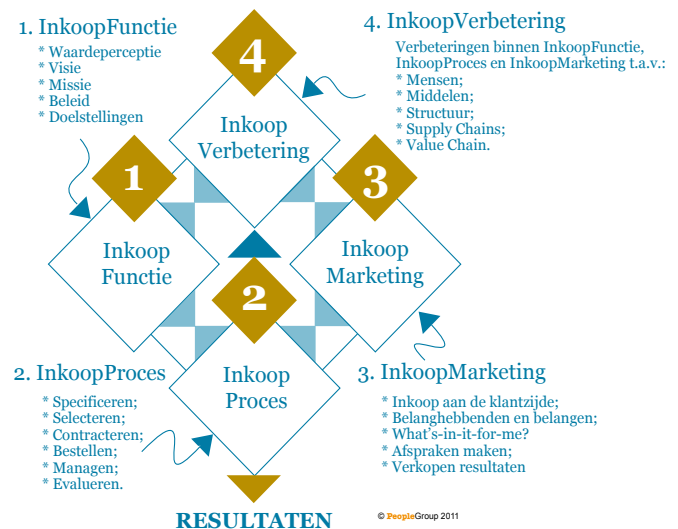 1. InkoopFunctie
* Waardeperceptie
* Visie
* Missie
* Beleid
* Doelstellingen
4. InkoopVerbetering
Verbeteringen binnen InkoopFunctie,
InkoopProces en InkoopMarketing t.a.v.:
* Mensen;
* Middelen;
* Structuur;
* Supply Chains;
* Value Chain.
4
Inkoop
Verbetering
1
Inkoop
Functie
3
Inkoop
Marketing
2
Inkoop
Proces
2. InkoopProces
* Specificeren;
* Selecteren;
* Contracteren;
* Bestellen;
* Managen;
* Evalueren.
3. InkoopMarketing
* Inkoop aan de klantzijde;
* Belanghebbenden en belangen;
* What's-in-it-for-me?
* Afspraken maken;
* Verkopen resultaten
RESULTATEN
© PeopleGroup 2011